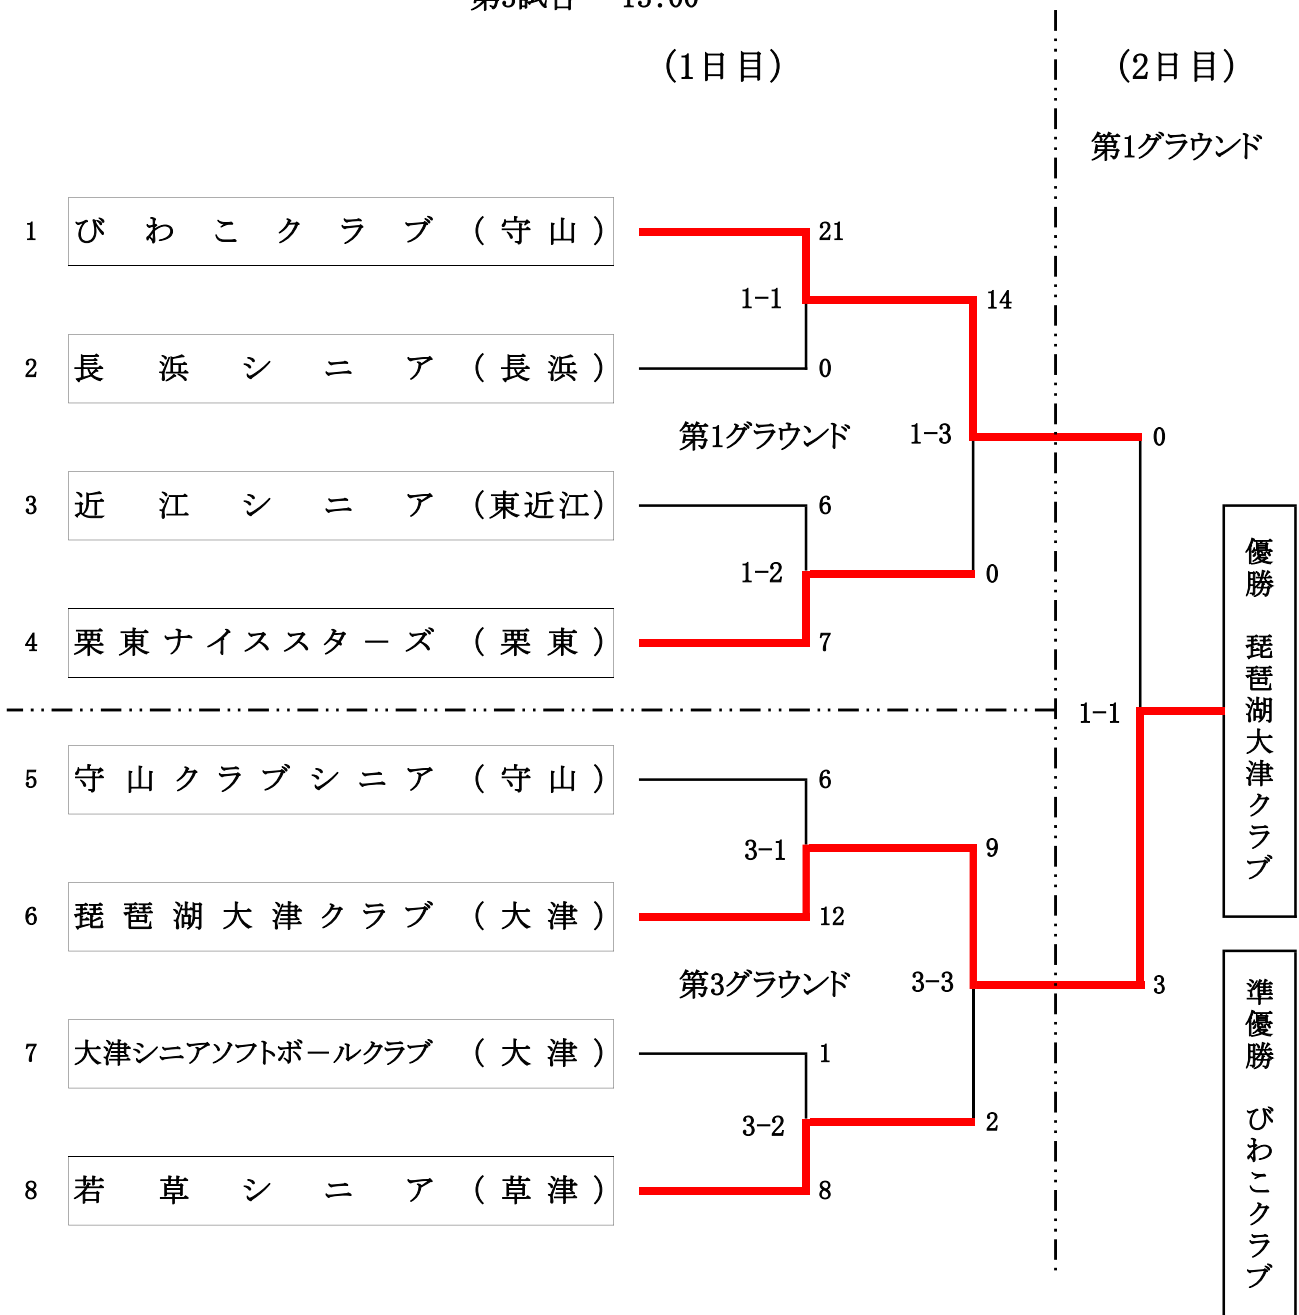 第3試合 13:00
(1日目)
(2日目)
第1グラウンド
1 びわこクラブ (守山) 21
1-1 14
2 長浜シニア (長浜) 0
第1グラウンド 1-3 0
3 近江シニア (東近江) 6
1-2 0
4 栗東ナイススターズ (栗東) 7
1-1
5 守山クラブシニア (守山) 6
3-1 9
6 琵琶湖大津クラブ (大津) 12
第3グラウンド 3-3 3
7 大津シニアソフトボールクラブ (大津) 1
3-2 2
8 若草シニア (草津) 8
優勝 琵琶湖大津クラブ
準優勝 びわこクラブ